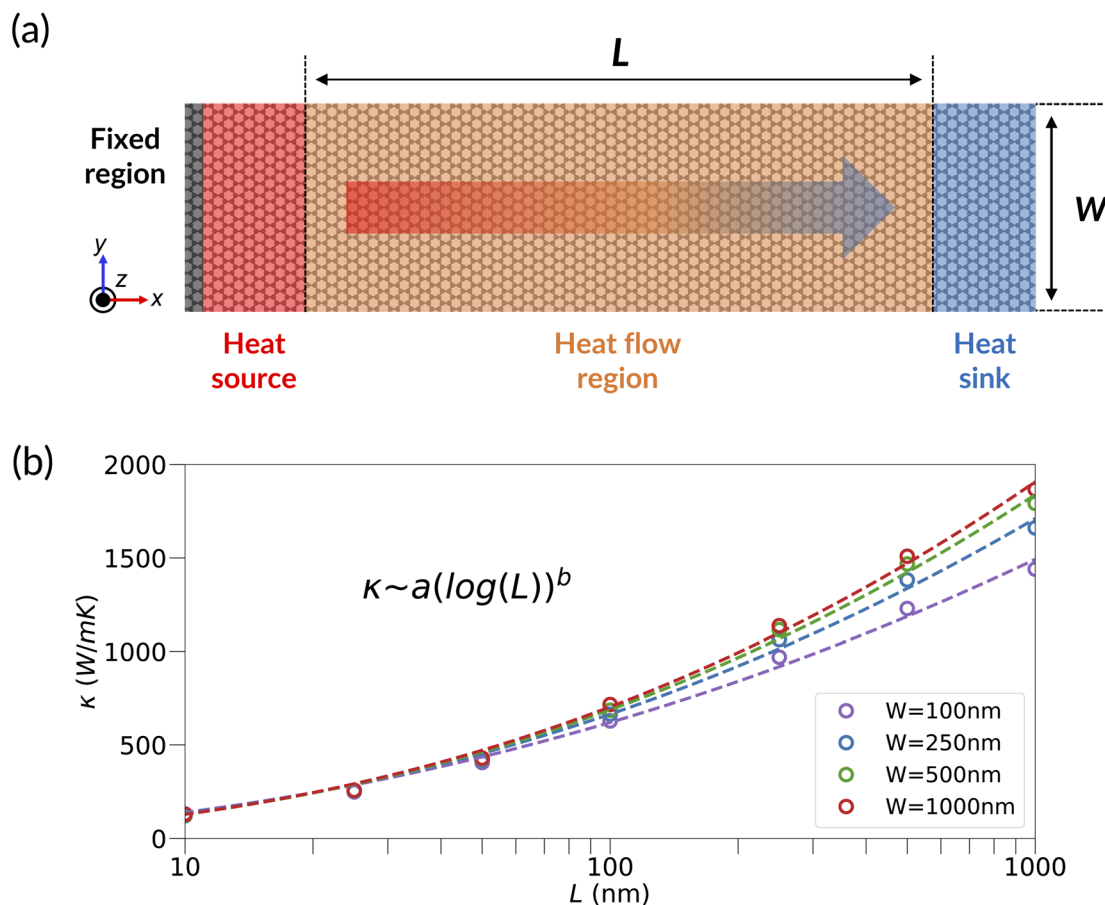 (a)
L
Fixed
region
W
y
z
x
Heat
source
Heat flow
region
Heat
sink
(b)
2000
1500
1000
500
0
κ (W/mK)
κ~a(log(L))^b
W=100nm
W=250nm
W=500nm
W=1000nm
10
100
1000
L (nm)